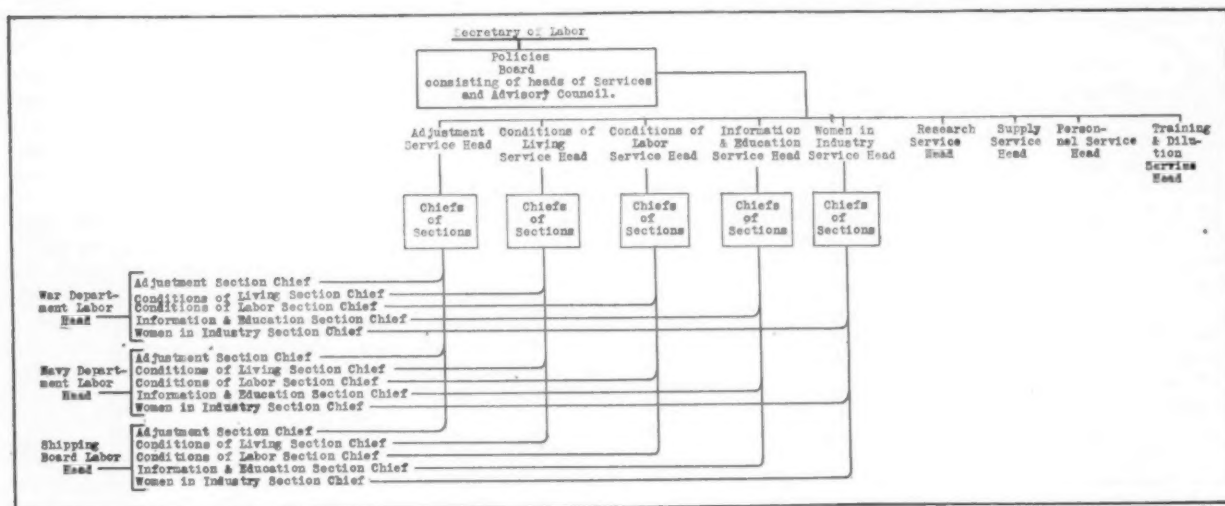 Secretary of Labor
Policies
Board
consisting of heads of Services
and Advisory Council.
Adjustment
Service Head
Conditions of
Living
Service Head
Conditions of
Labor
Service Head
Information
& Education
Service Head
Women in
Industry
Service Head
Research
Service
Head
Supply
Service
Head
Person-
nel Service
Head
Training
& Dilu-
tion
Service
Head
Chiefs
of
Sections
Chiefs
of
Sections
Chiefs
of
Sections
Chiefs
of
Sections
Chiefs
of
Sections
War Depart-
ment Labor
Head
Adjustment Section Chief
Conditions of Living Section Chief
Conditions of Labor Section Chief
Information & Education Section Chief
Women in Industry Section Chief
Navy Depart-
ment Labor
Head
Adjustment Section Chief
Conditions of Living Section Chief
Conditions of Labor Section Chief
Information & Education Section Chief
Women in Industry Section Chief
Shipping
Board Labor
Head
Adjustment Section Chief
Conditions of Living Section Chief
Conditions of Labor Section Chief
Information & Education Section Chief
Women in Industry Section Chief